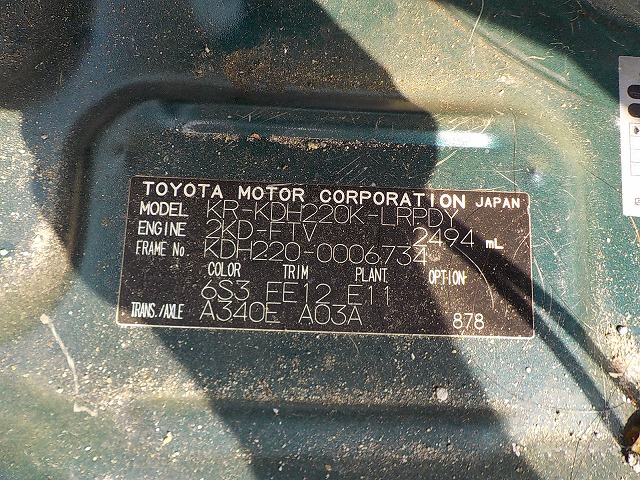 TOYOTA MOTOR CORPORATION JAPAN
MODEL KR-KDH220K-LRPDY
ENGINE 2KD-FTV 2494 mL
FRAME No KDH220-0006734
COLOR TRIM PLANT OPTION
6S3 FE12 E11
TRANS./AXLE A340E A03A 878